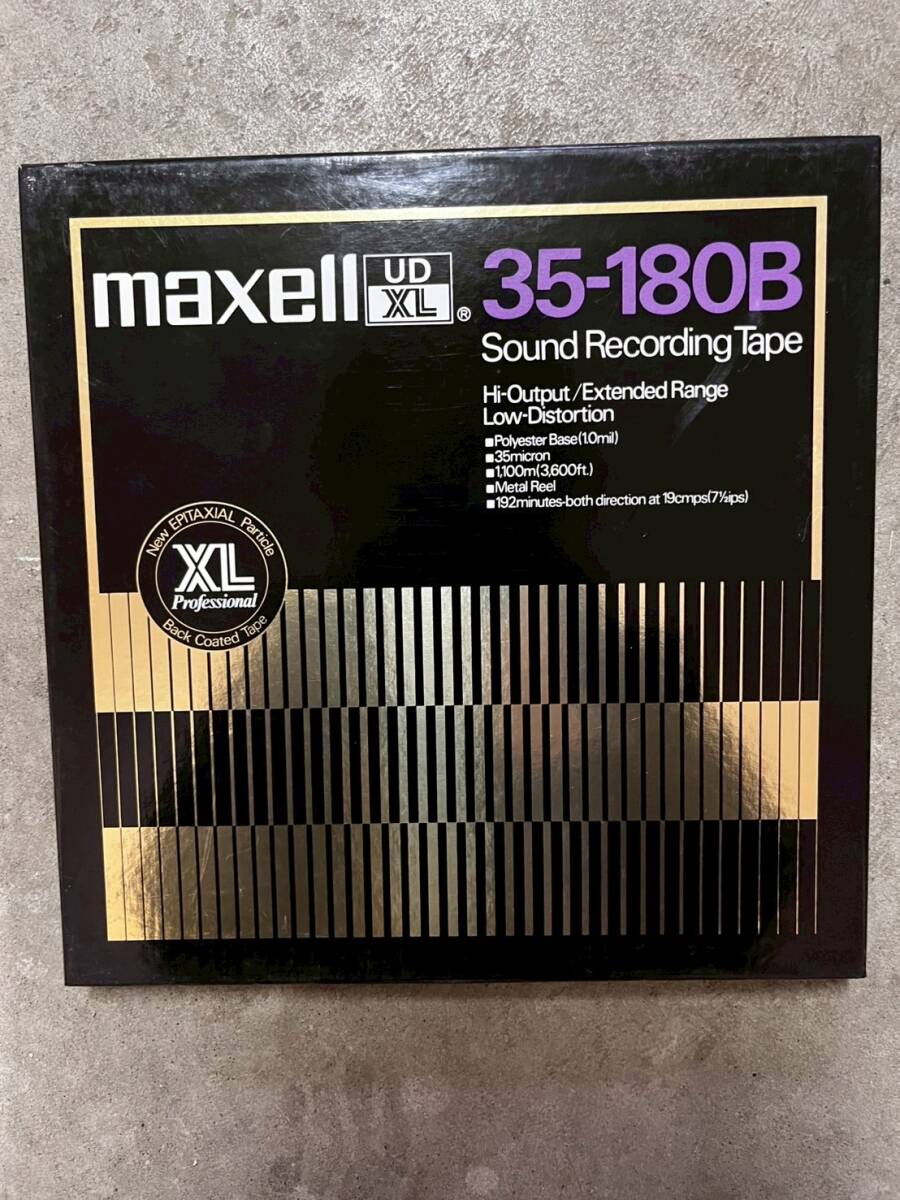 maxell UD XL ® 35-180B
Sound Recording Tape
Hi-Output/Extended Range
Low-Distortion
■Polyester Base(1.0mil)
■35micron
■1,100m(3,600ft.)
■Metal Reel
■192minutes-both direction at 19cmps(7½ips)
New EPITAXIAL Particle
XL
Professional
Back Coated Tape